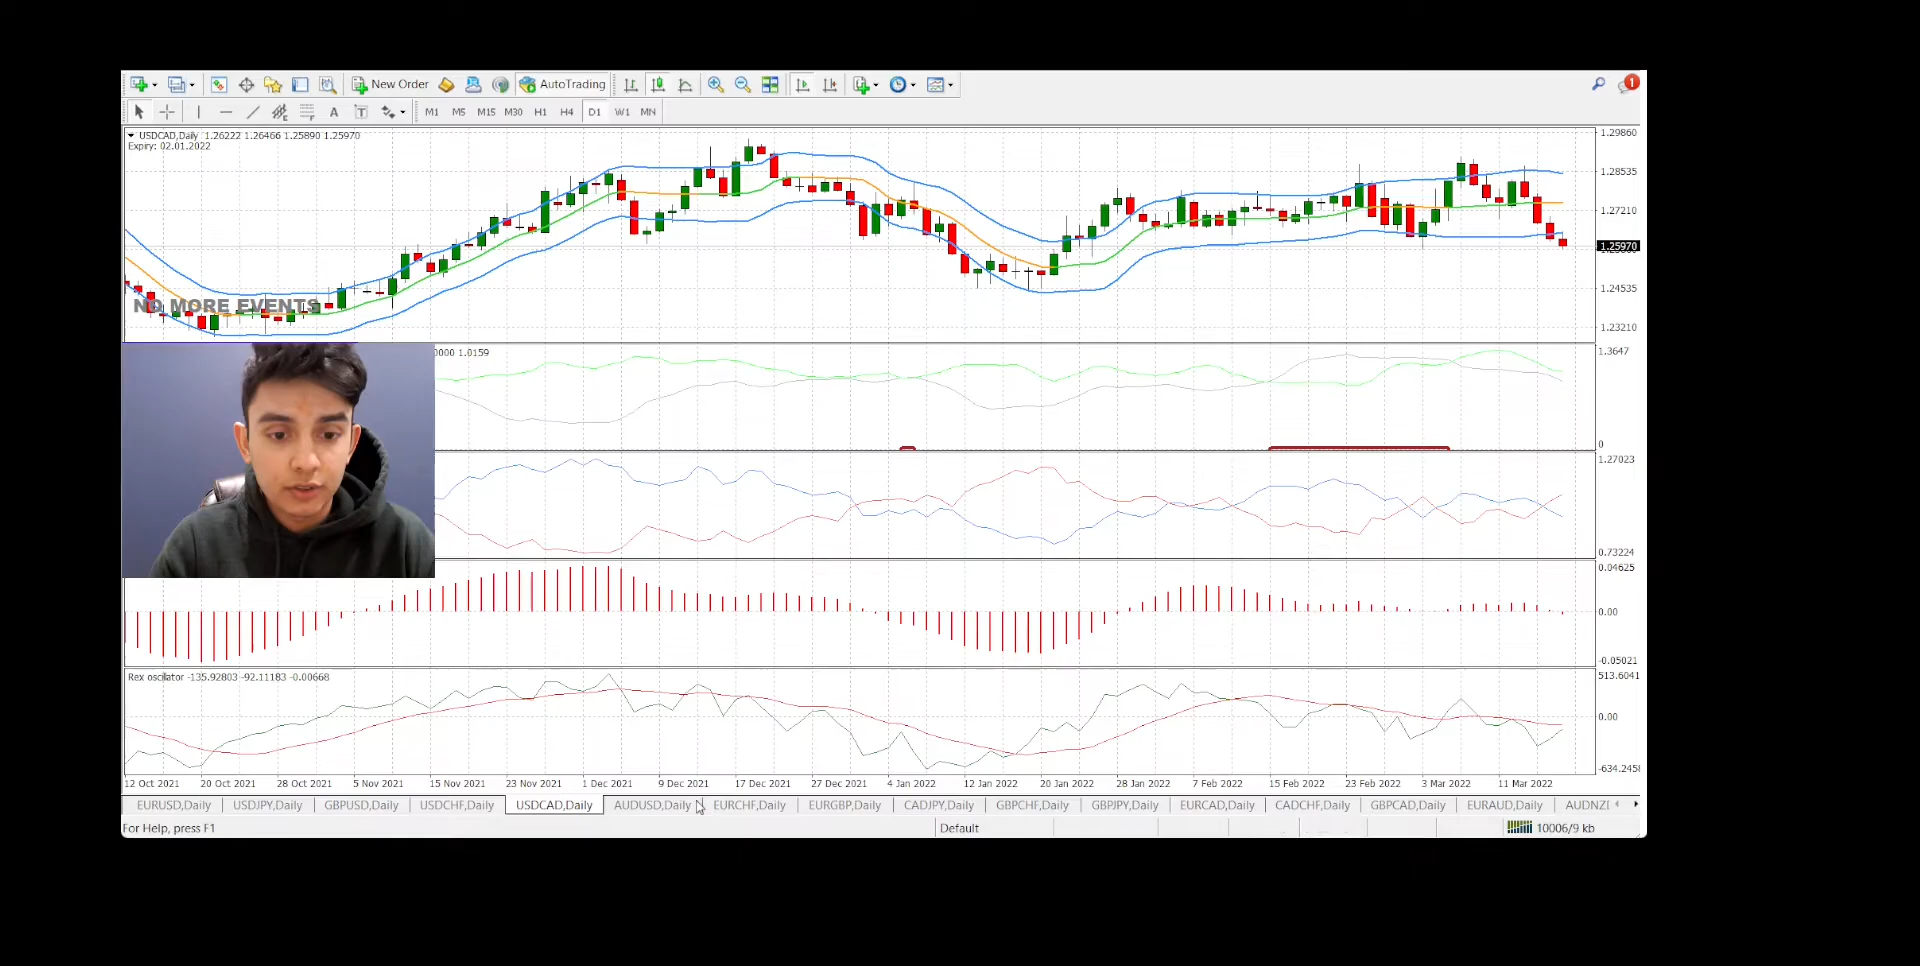 New Order AutoTrading 1
A T M1 M5 M15 M30 H1 H4 D1 W1 MN
USDCAD,Daily 1.26222 1.26466 1.25890 1.25970
Expiry: 02.01.2022
1.29860
1.28535
1.27210
1.25970
1.24535
1.23210
NO MORE EVENTS
0000 1.0159
1.3647
0
1.27023
0.73224
0.04625
0.00
-0.05021
Rex oscilator -135.92803 -92.11183 -0.00668
513.6041
0.00
-634.2458
12 Oct 2021 20 Oct 2021 28 Oct 2021 5 Nov 2021 15 Nov 2021 23 Nov 2021 1 Dec 2021 9 Dec 2021 17 Dec 2021 27 Dec 2021 4 Jan 2022 12 Jan 2022 20 Jan 2022 28 Jan 2022 7 Feb 2022 15 Feb 2022 23 Feb 2022 3 Mar 2022 11 Mar 2022
EURUSD,Daily USDJPY,Daily GBPUSD,Daily USDCHF,Daily USDCAD,Daily AUDUSD,Daily EURCHF,Daily EURGBP,Daily CADJPY,Daily GBPCHF,Daily GBPJPY,Daily EURCAD,Daily CADCHF,Daily GBPCAD,Daily EURAUD,Daily AUDNZI
For Help, press F1 Default 10006/9 kb